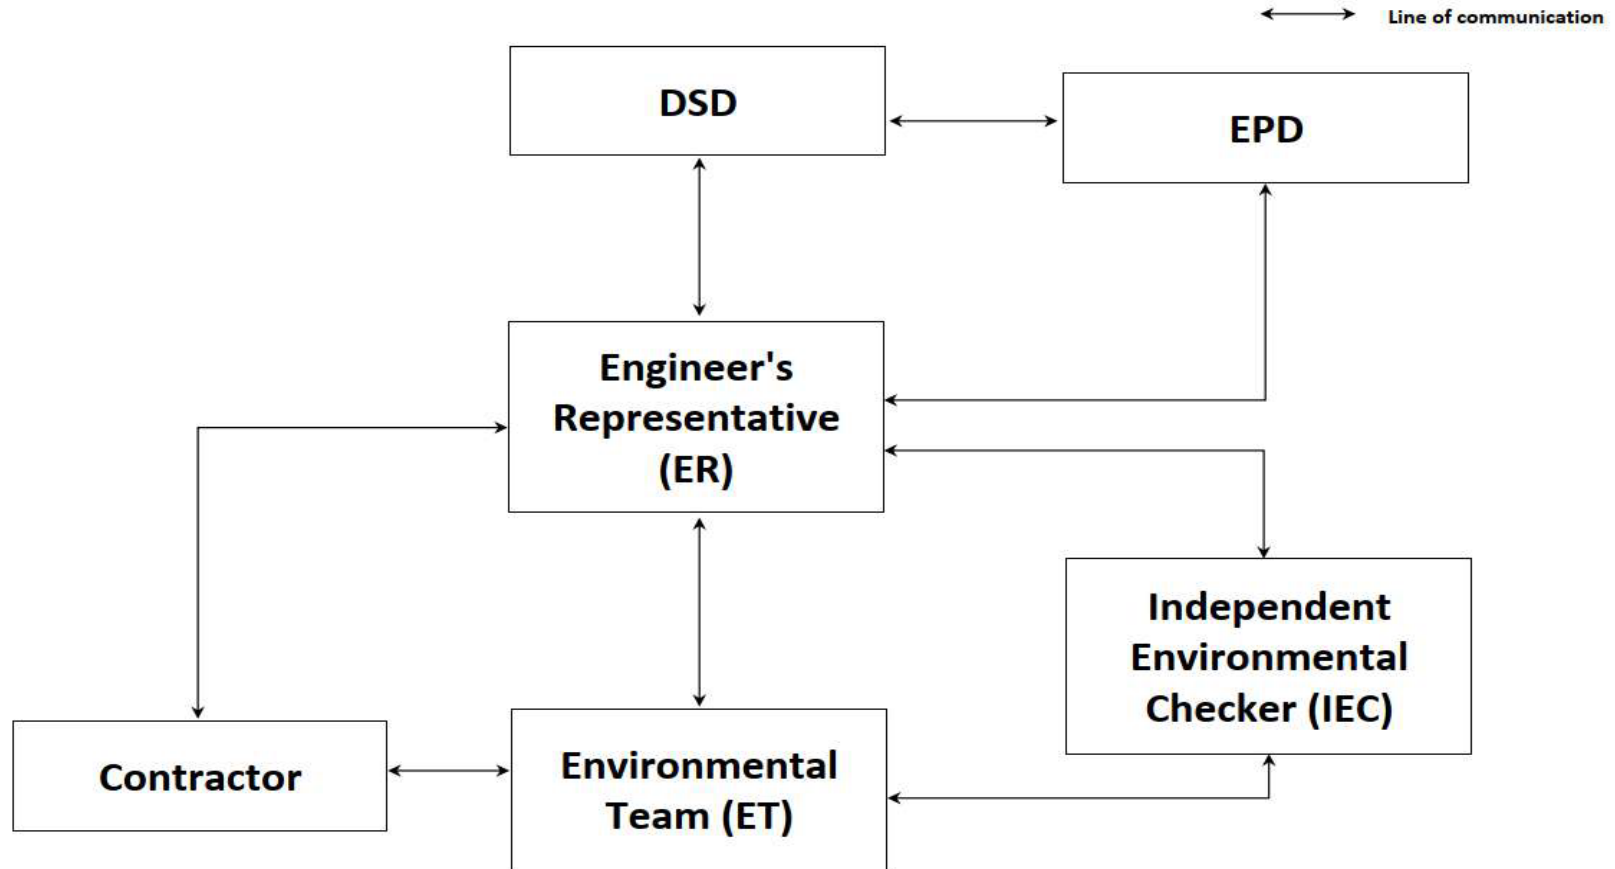 Line of communication
DSD
EPD
Engineer's
Representative
(ER)
Independent
Environmental
Checker (IEC)
Contractor
Environmental
Team (ET)